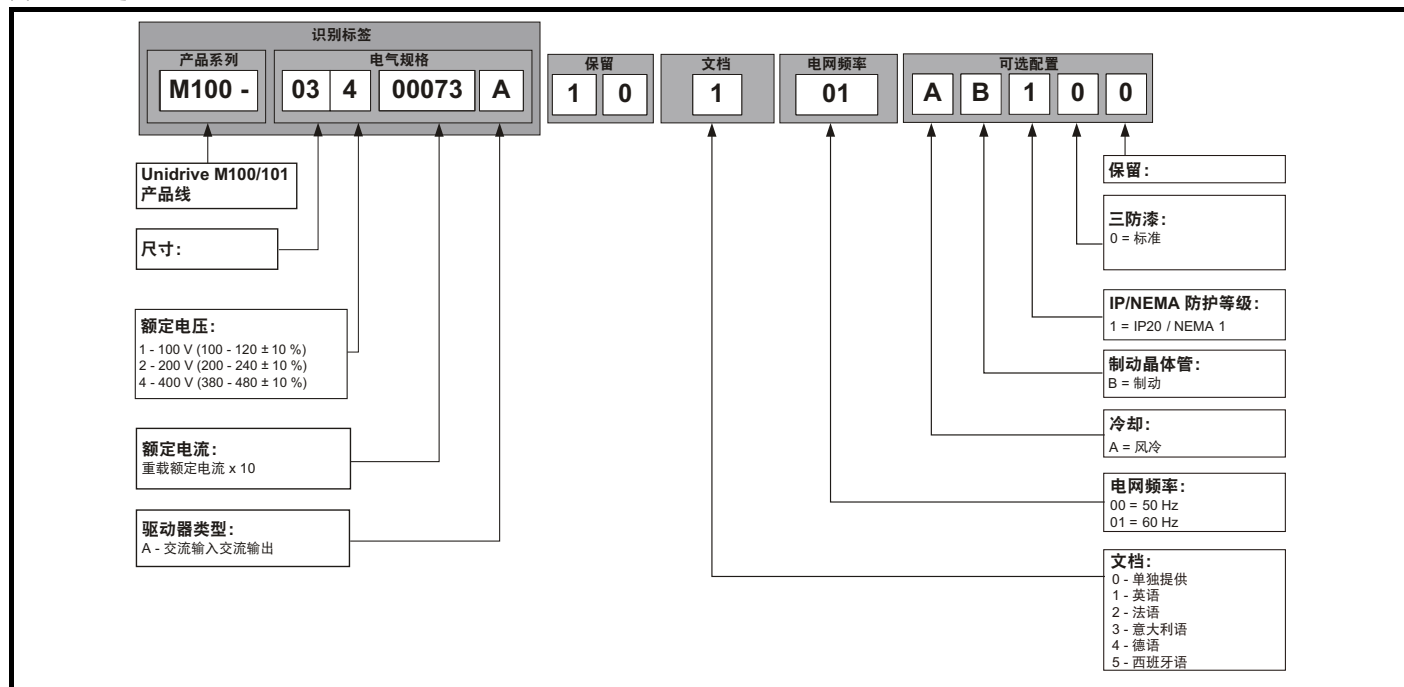 识别标签
产品系列
电气规格
保留
文档
电网频率
可选配置
M100 -
03 4 00073 A
1 0
1
01
A B 1 0 0
Unidrive M100/101
产品线
尺寸：
额定电压：
1 - 100 V (100 - 120 ± 10 %)
2 - 200 V (200 - 240 ± 10 %)
4 - 400 V (380 - 480 ± 10 %)
额定电流：
重载额定电流 x 10
驱动器类型：
A - 交流输入交流输出
保留：
三防漆：
0 = 标准
IP/NEMA 防护等级：
1 = IP20 / NEMA 1
制动晶体管：
B = 制动
冷却：
A = 风冷
电网频率：
00 = 50 Hz
01 = 60 Hz
文档：
0 - 单独提供
1 - 英语
2 - 法语
3 - 意大利语
4 - 德语
5 - 西班牙语